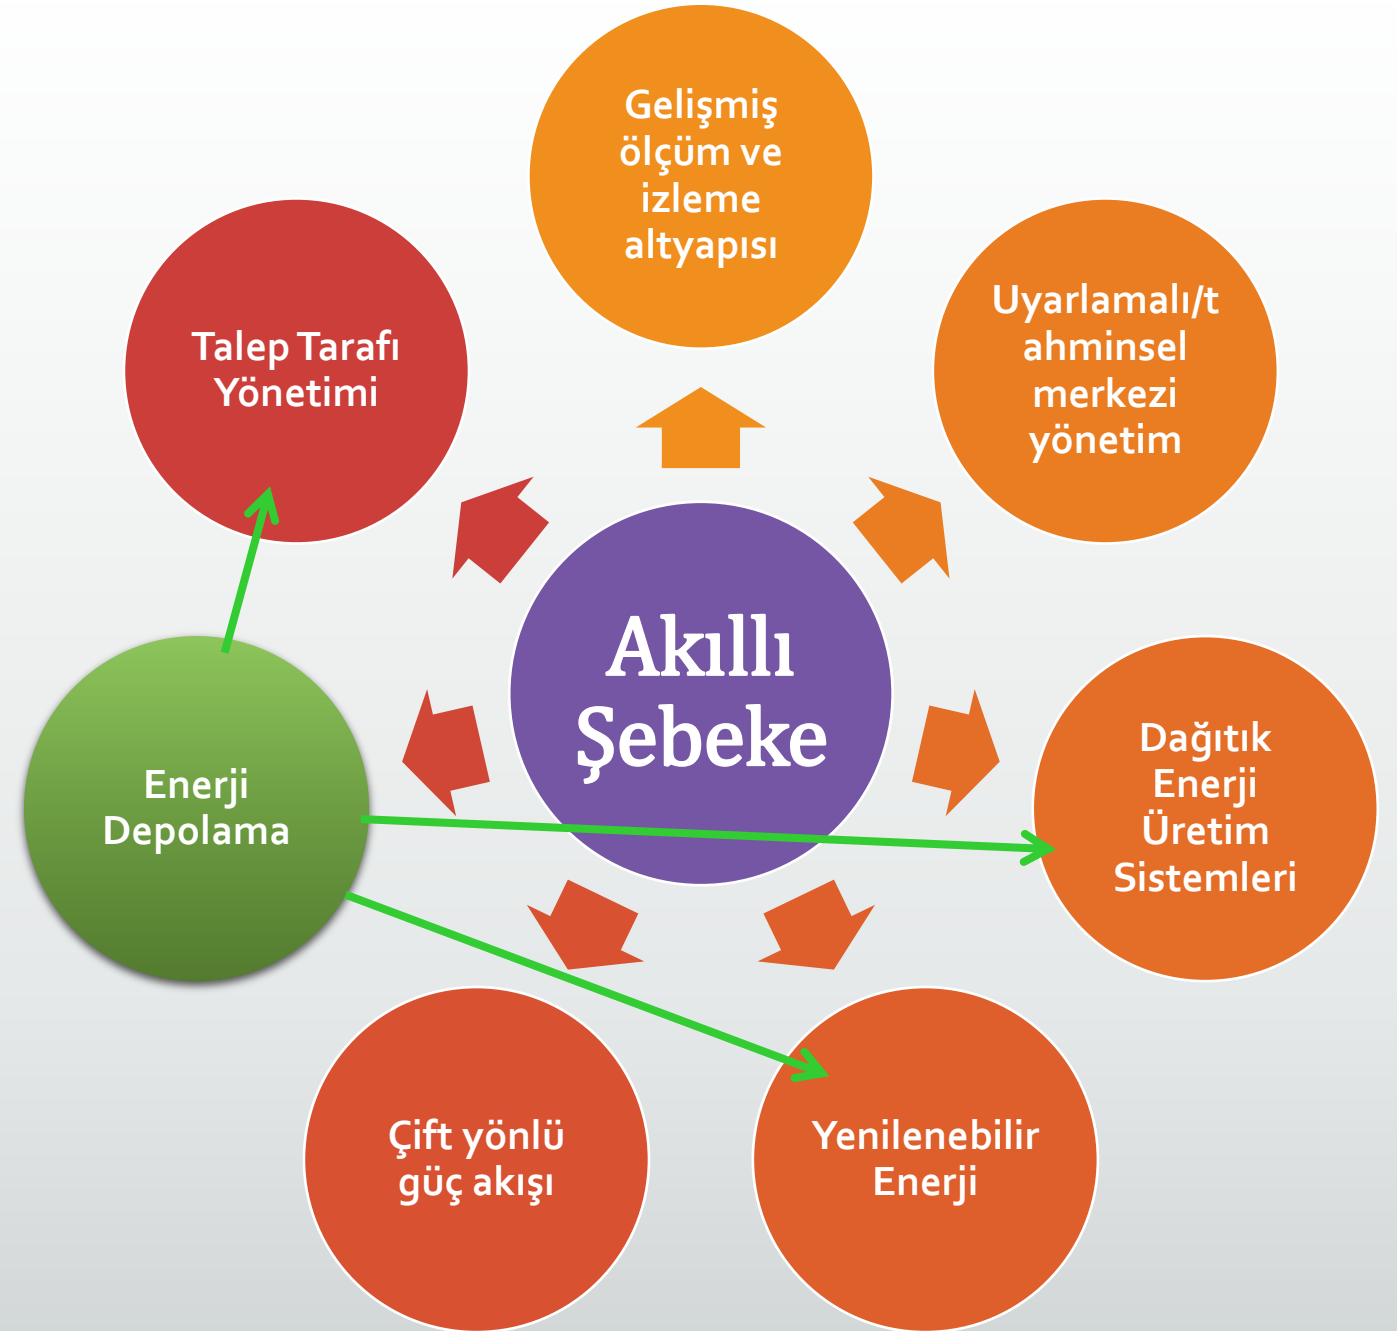 Gelişmiş
ölçüm ve
izleme
altyapısı
Uyarlamalı/t
ahminsel
merkezi
yönetim
Talep Tarafı
Yönetimi
Akıllı
Şebeke
Dağıtık
Enerji
Üretim
Sistemleri
Enerji
Depolama
Çift yönlü
güç akışı
Yenilenebilir
Enerji